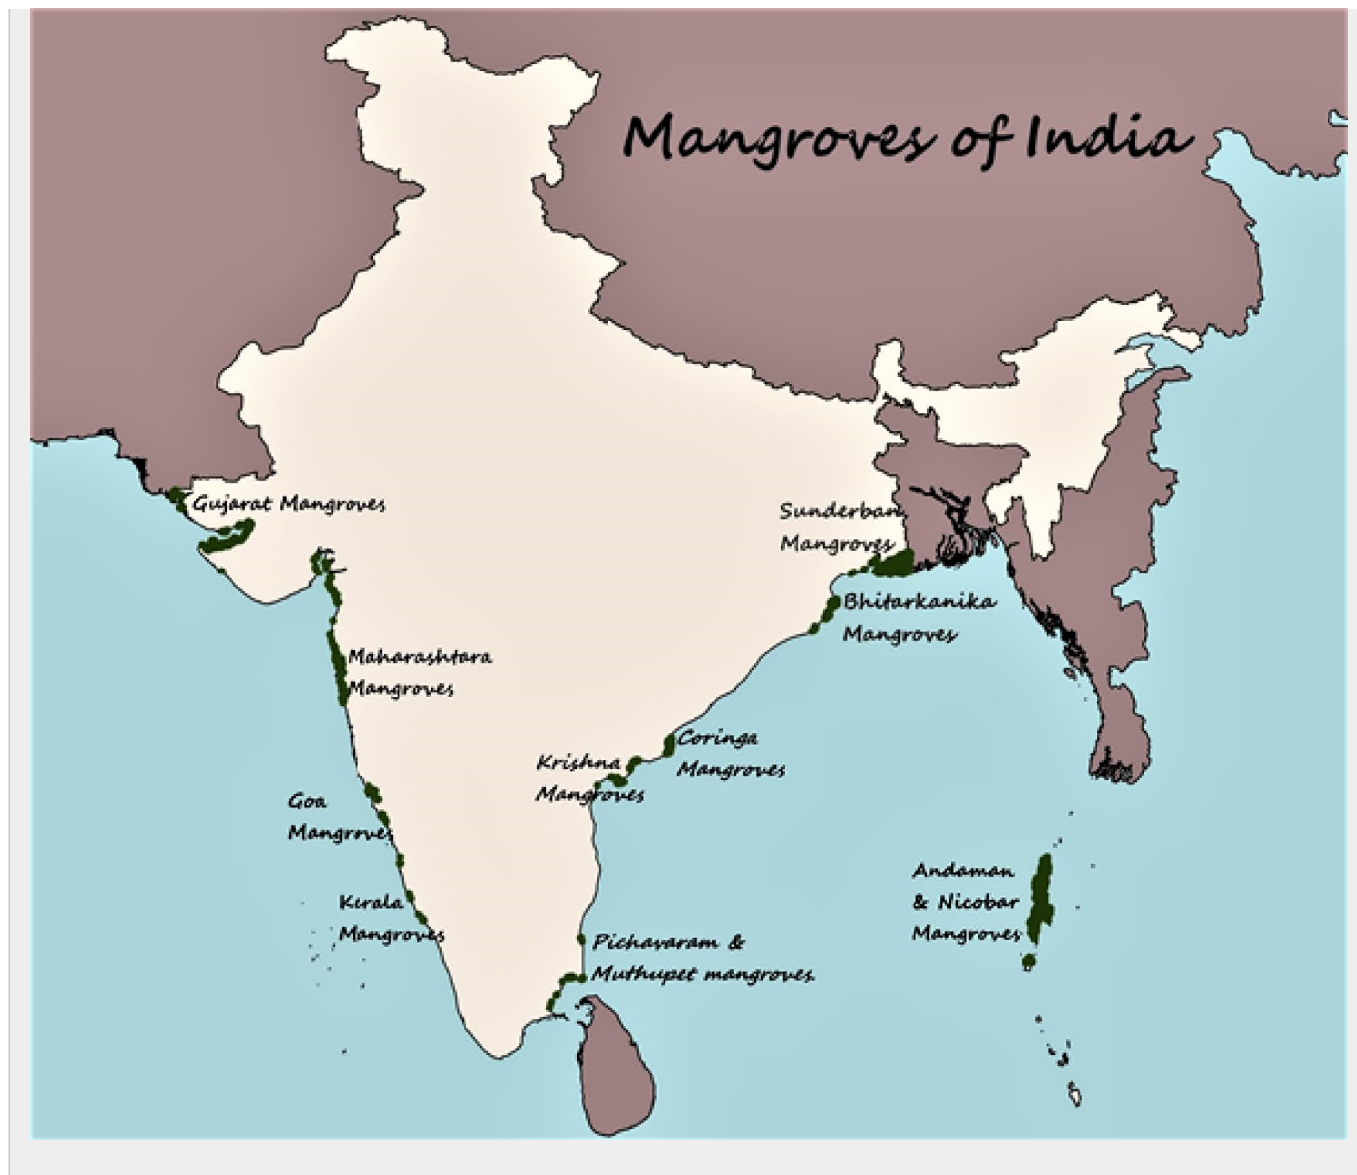 Mangroves of India
Gujarat Mangroves
Sunderban
Mangroves
Bhitarkanika
Mangroves
Maharashtara
Mangroves
Coringa
Mangroves
Krishna
Mangroves
Goa
Mangroves
Andaman
& Nicobar
Mangroves
Kerala
Mangroves
Pichavaram &
Muthupet mangroves.